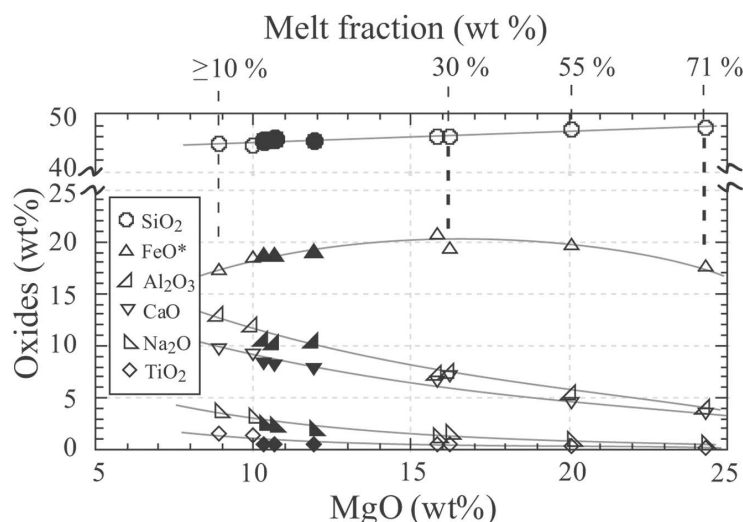 Melt fraction (wt %)
≥10 % 30 % 55 % 71 %
50
40
25
20
15
10
5
0
Oxides (wt%)
SiO₂
FeO*
Al₂O₃
CaO
Na₂O
TiO₂
5 10 15 20 25
MgO (wt%)